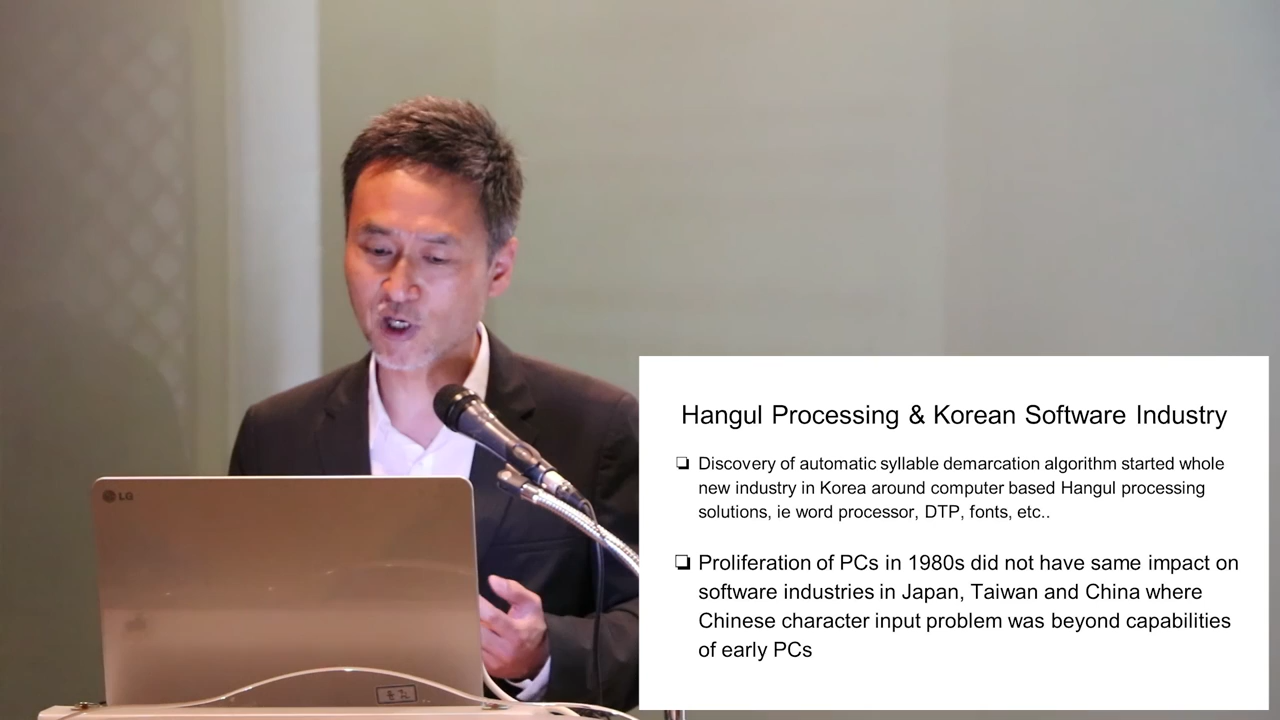 LG
Hangul Processing & Korean Software Industry
❏ Discovery of automatic syllable demarcation algorithm started whole
new industry in Korea around computer based Hangul processing
solutions, ie word processor, DTP, fonts, etc..
❏ Proliferation of PCs in 1980s did not have same impact on
software industries in Japan, Taiwan and China where
Chinese character input problem was beyond capabilities
of early PCs